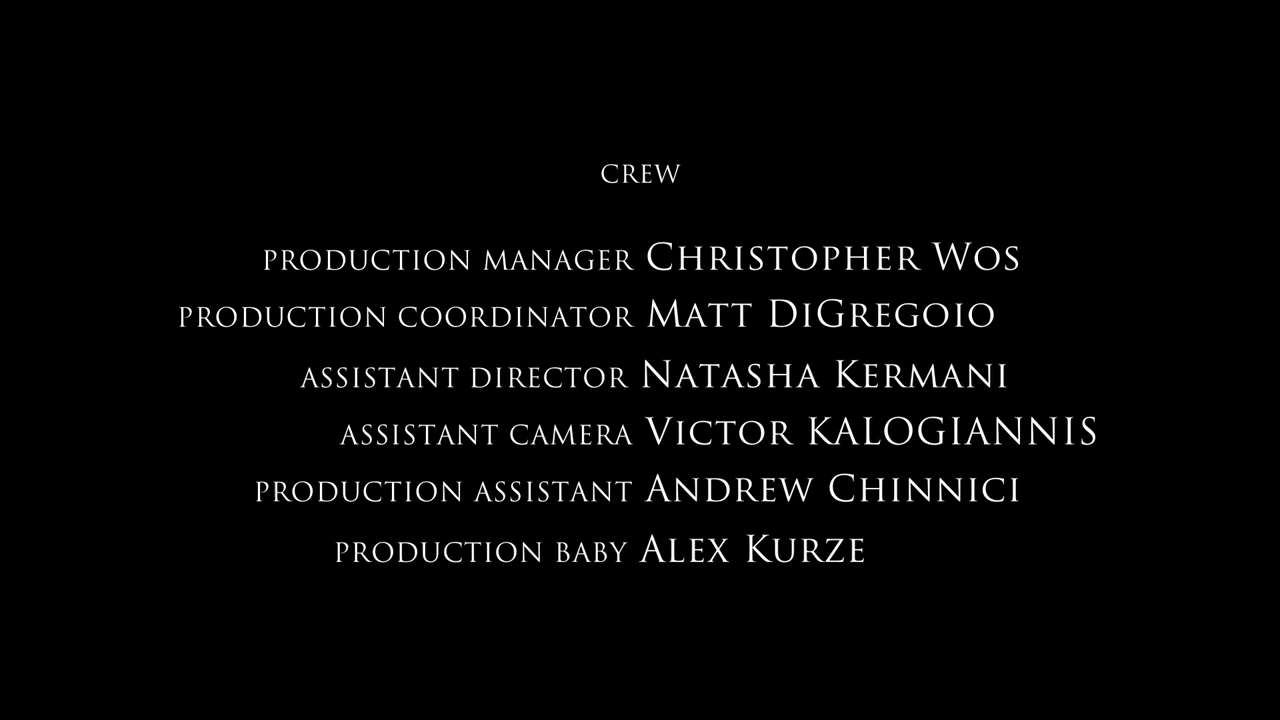 CREW
PRODUCTION MANAGER CHRISTOPHER WOS
PRODUCTION COORDINATOR MATT DIGREGOIO
ASSISTANT DIRECTOR NATASHA KERMANI
ASSISTANT CAMERA VICTOR KALOGIANNIS
PRODUCTION ASSISTANT ANDREW CHINNICI
PRODUCTION BABY ALEX KURZE